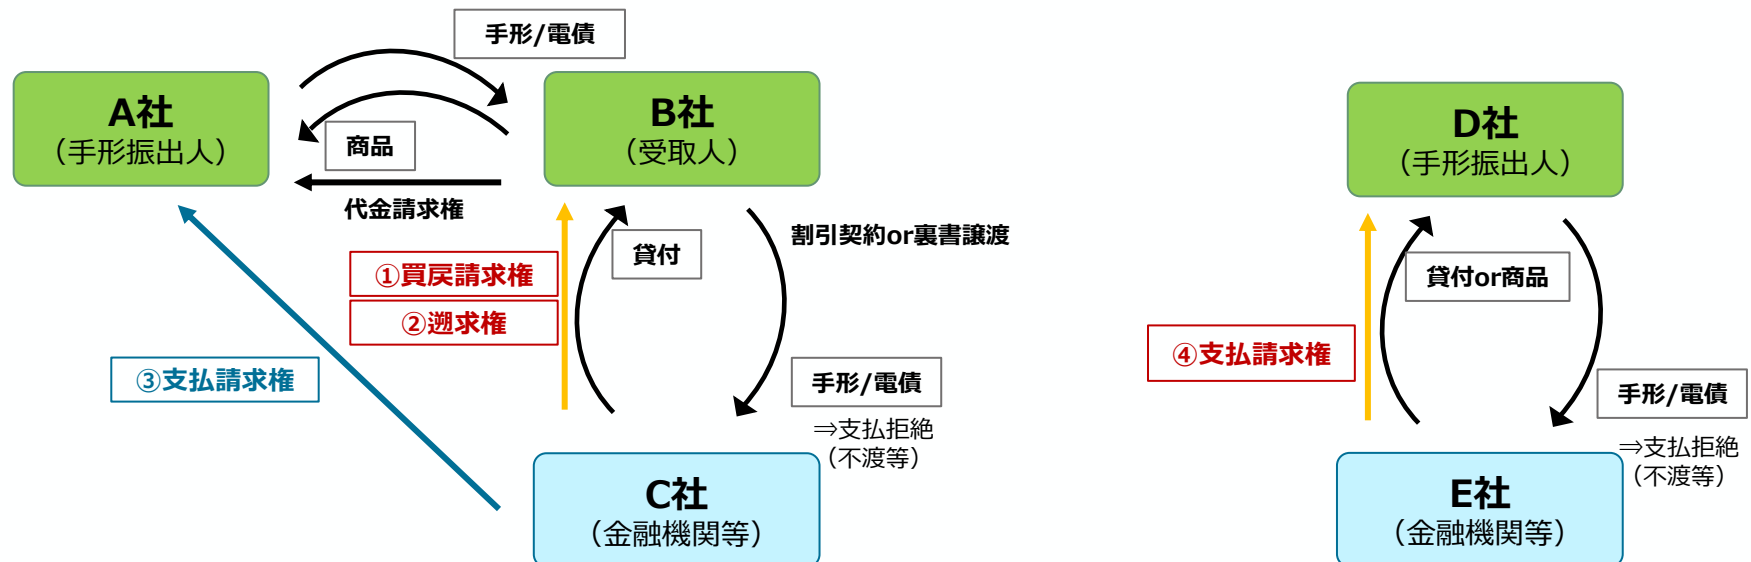 手形/電債
A社
（手形振出人）
B社
（受取人）
商品
代金請求権
①買戻請求権
②遡求権
貸付
割引契約or裏書譲渡
③支払請求権
手形/電債
⇒支払拒絶
（不渡等）
C社
（金融機関等）
D社
（手形振出人）
貸付or商品
④支払請求権
手形/電債
⇒支払拒絶
（不渡等）
E社
（金融機関等）